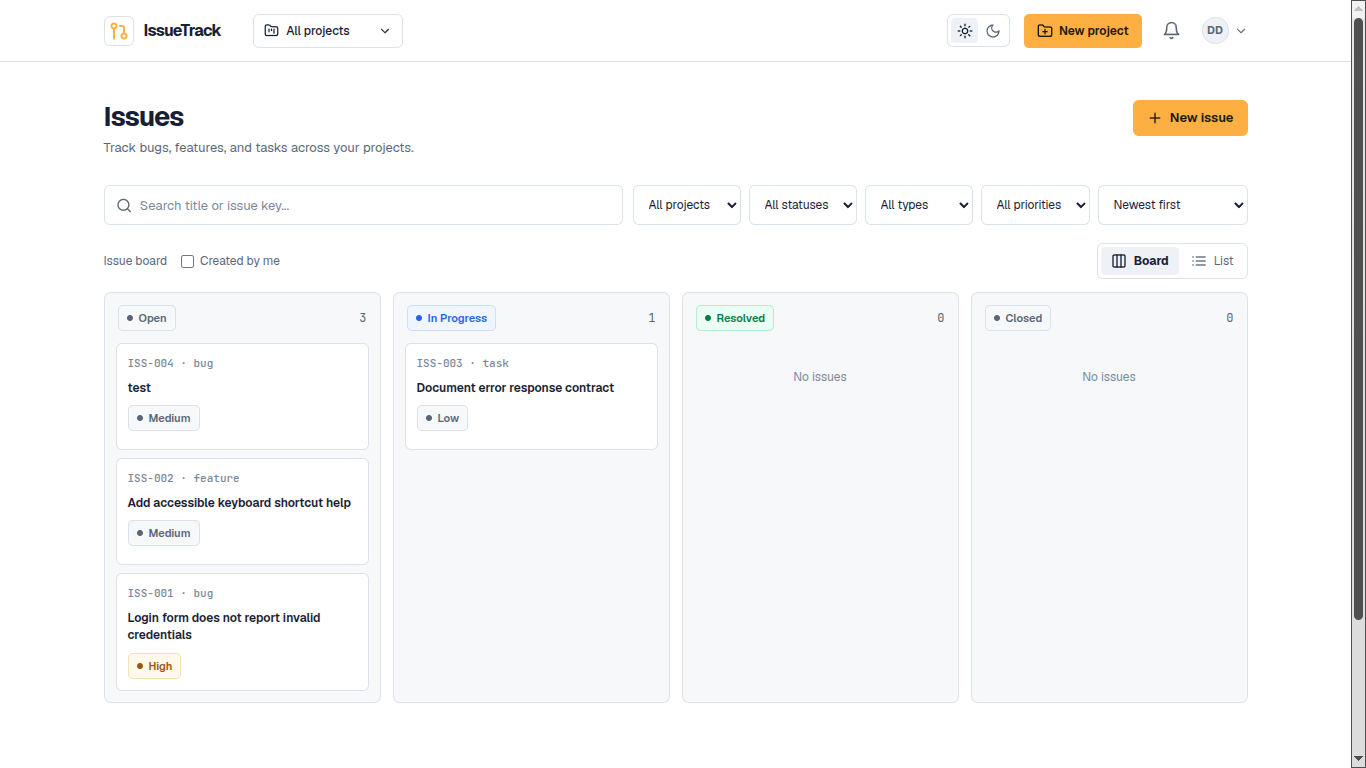 IssueTrack
All projects
New project
DD
Issues
New issue
Track bugs, features, and tasks across your projects.
Search title or issue key...
All projects
All statuses
All types
All priorities
Newest first
Issue board
Created by me
Board
List
Open
3
ISS-004 · bug
test
Medium
ISS-002 · feature
Add accessible keyboard shortcut help
Medium
ISS-001 · bug
Login form does not report invalid
credentials
High
In Progress
1
ISS-003 · task
Document error response contract
Low
Resolved
0
No issues
Closed
0
No issues